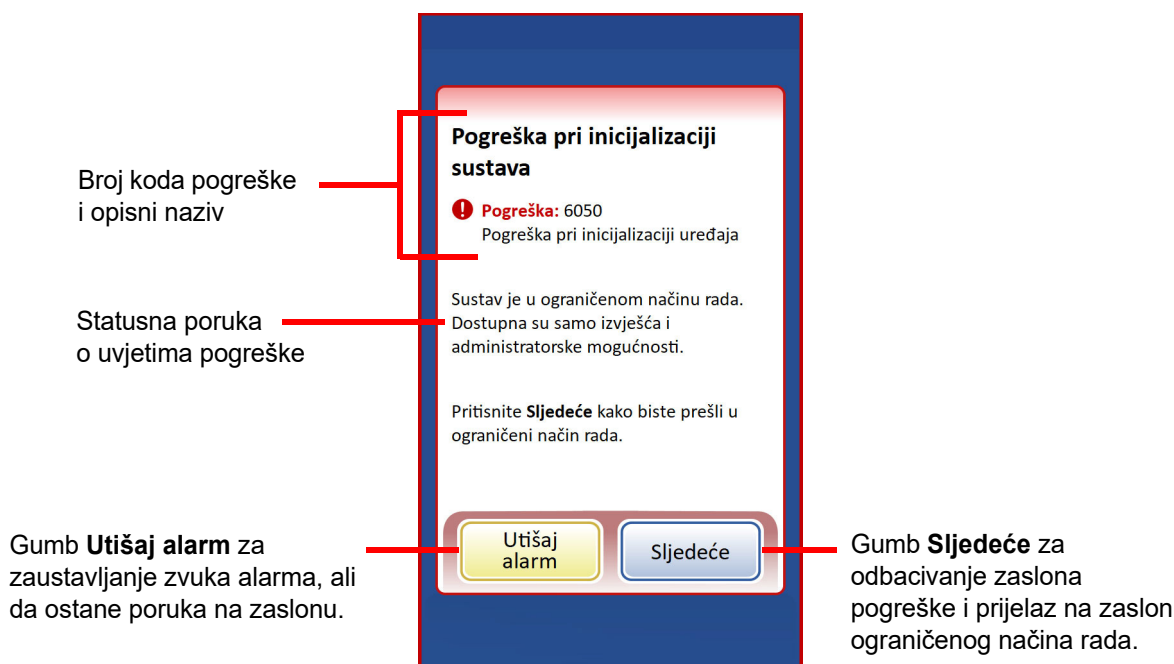 Pogreška pri inicijalizaciji
sustava
Broj koda pogreške
i opisni naziv
Pogreška: 6050
Pogreška pri inicijalizaciji uređaja
Statusna poruka
o uvjetima pogreške
Sustav je u ograničenom načinu rada.
Dostupna su samo izvješća i
administratorske mogućnosti.
Pritisnite Sljedeće kako biste prešli u
ograničeni način rada.
Gumb Utišaj alarm za
zaustavljanje zvuka alarma, ali
da ostane poruka na zaslonu.
Utišaj
alarm
Sljedeće
Gumb Sljedeće za
odbacivanje zaslona
pogreške i prijelaz na zaslon
ograničenog načina rada.